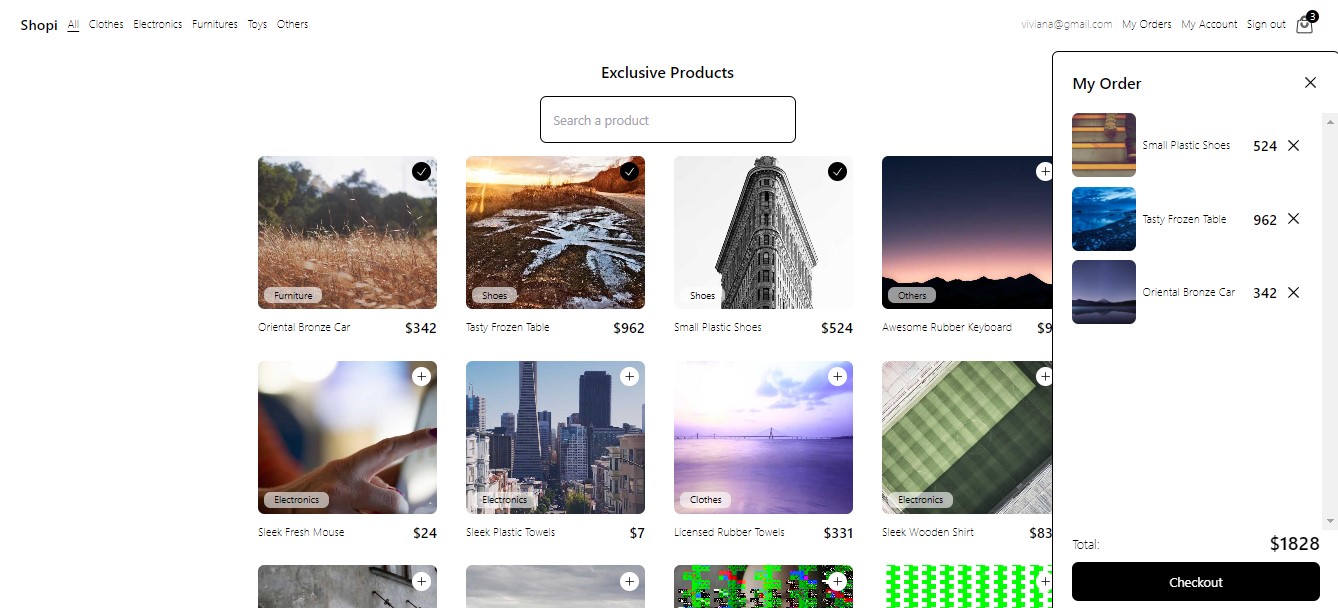 Shopi All Clothes Electronics Furnitures Toys Others viviana@gmail.com My Orders My Account Sign out 3
Exclusive Products
Search a product
Furniture
Shoes
Shoes
Others
Oriental Bronze Car $342
Tasty Frozen Table $962
Small Plastic Shoes $524
Awesome Rubber Keyboard $9
Electronics
Electronics
Clothes
Electronics
Sleek Fresh Mouse $24
Sleek Plastic Towels $7
Licensed Rubber Towels $331
Sleek Wooden Shirt $83
My Order
Small Plastic Shoes 524
Tasty Frozen Table 962
Oriental Bronze Car 342
Total: $1828
Checkout